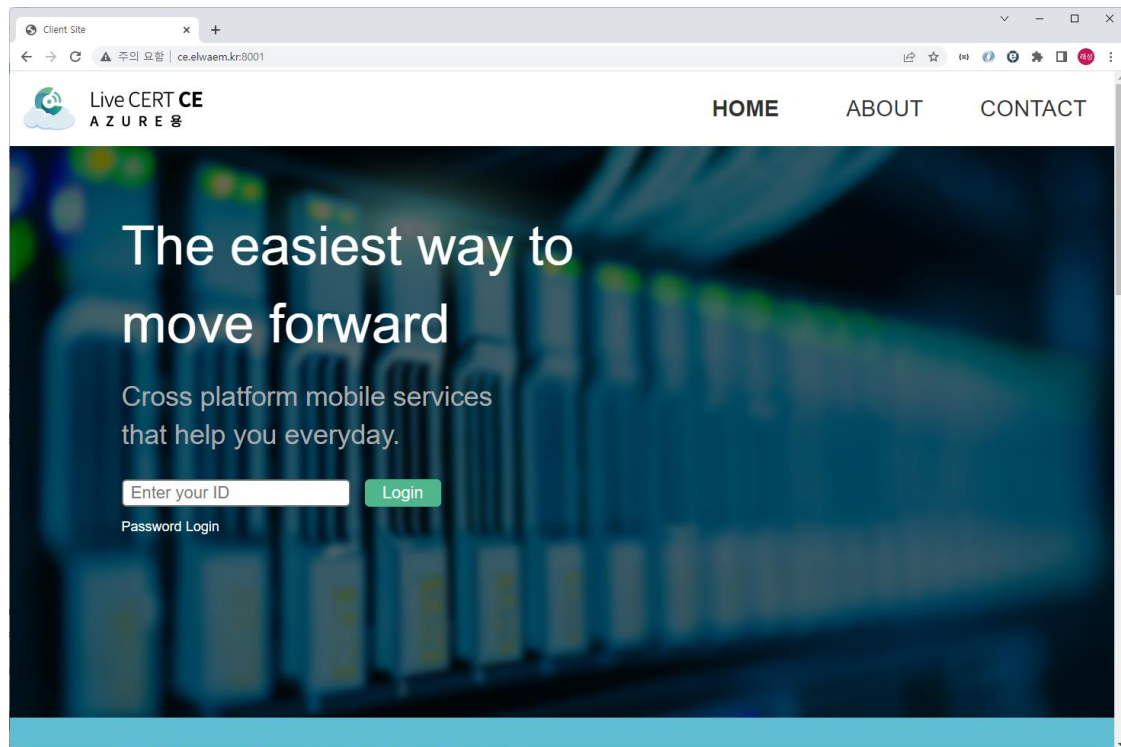 Client Site
주의 요함 | ce.elwaem.kr:8001
래성
Live CERT CE
AZURE용
HOME
ABOUT
CONTACT
The easiest way to
move forward
Cross platform mobile services
that help you everyday.
Enter your ID
Login
Password Login